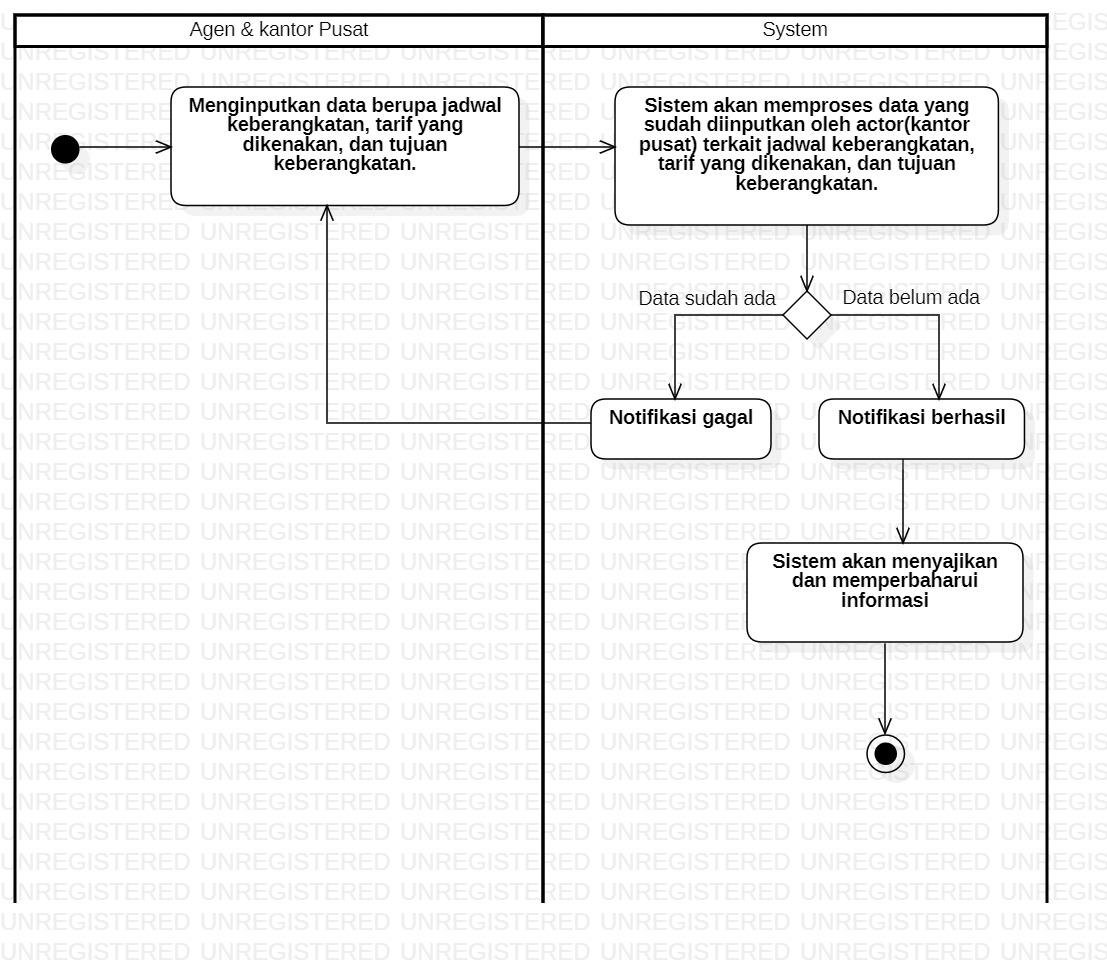 Agen & kantor Pusat
System
Menginputkan data berupa jadwal
keberangkatan, tarif yang
dikenakan, dan tujuan
keberangkatan.
Sistem akan memproses data yang
sudah diinputkan oleh actor(kantor
pusat) terkait jadwal keberangkatan,
tarif yang dikenakan, dan tujuan
keberangkatan.
Data sudah ada
Data belum ada
Notifikasi gagal
Notifikasi berhasil
Sistem akan menyajikan
dan memperbaharui
informasi
UNREGISTERED